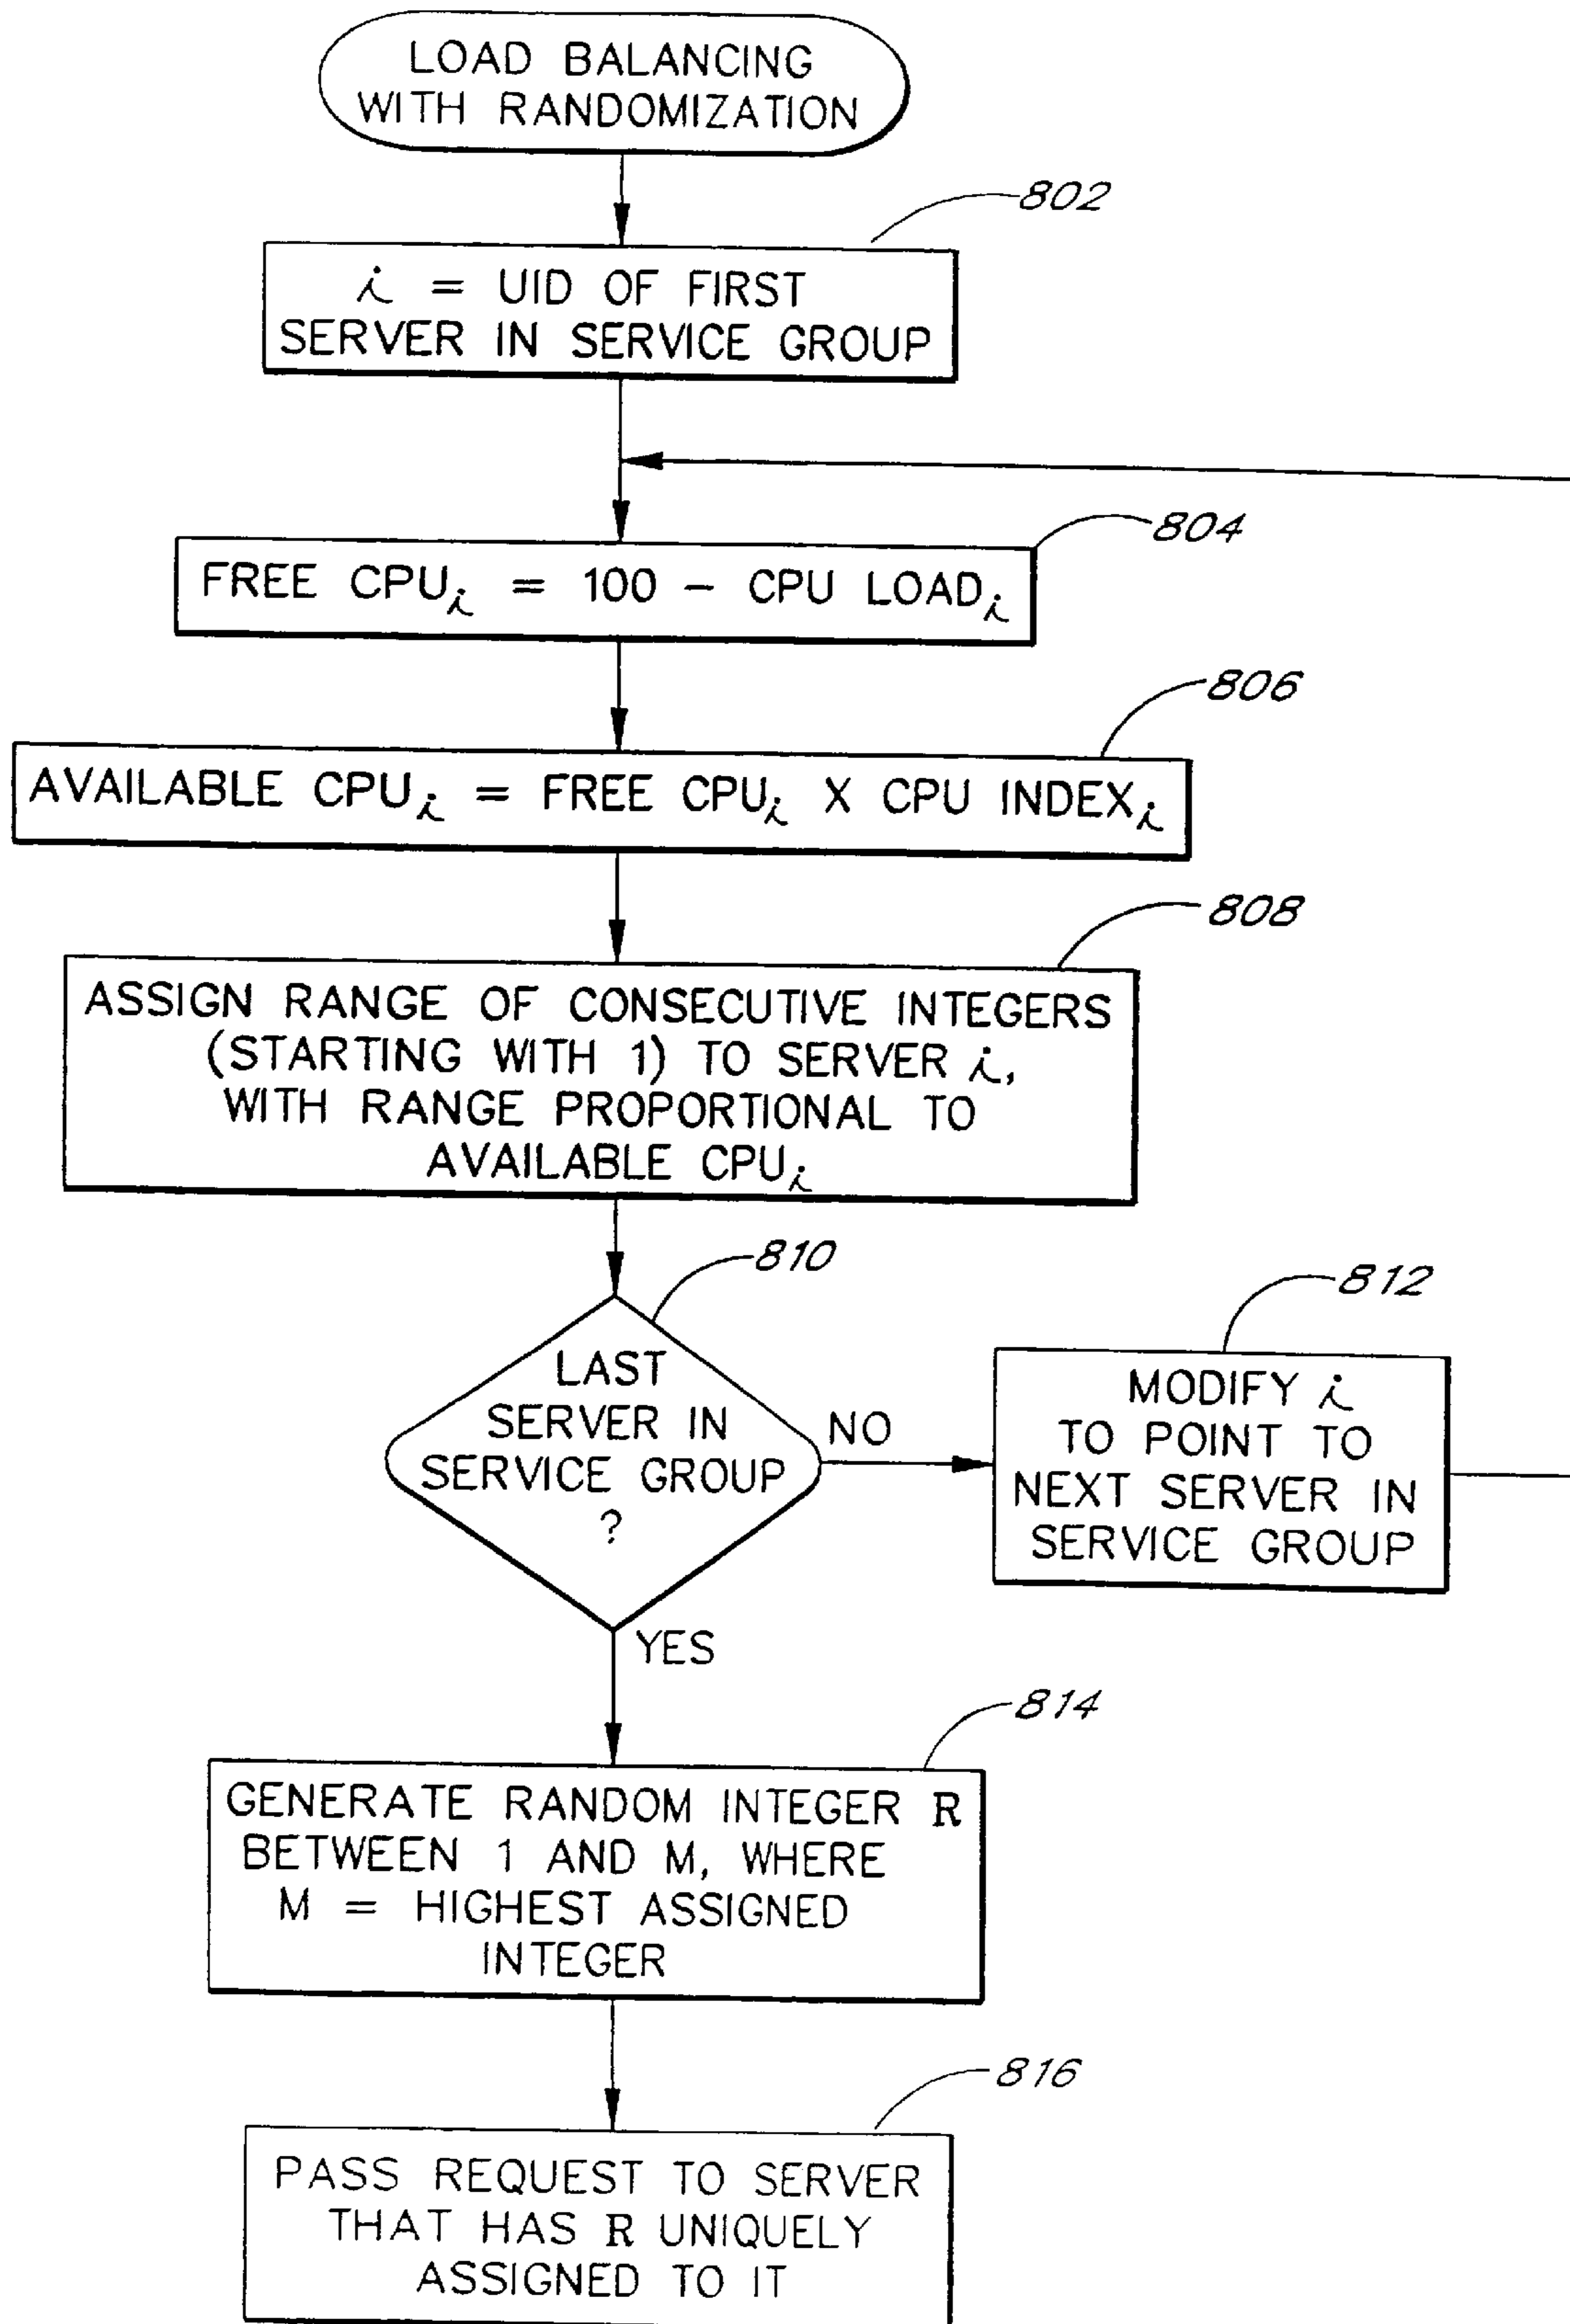 LOAD BALANCING
WITH RANDOMIZATION
802
i = UID OF FIRST
SERVER IN SERVICE GROUP
804
FREE CPUi = 100 - CPU LOADi
806
AVAILABLE CPUi = FREE CPUi X CPU INDEXi
808
ASSIGN RANGE OF CONSECUTIVE INTEGERS
(STARTING WITH 1) TO SERVER i,
WITH RANGE PROPORTIONAL TO
AVAILABLE CPUi
810
LAST
SERVER IN
SERVICE GROUP
?
NO
812
MODIFY i
TO POINT TO
NEXT SERVER IN
SERVICE GROUP
YES
814
GENERATE RANDOM INTEGER R
BETWEEN 1 AND M, WHERE
M = HIGHEST ASSIGNED
INTEGER
816
PASS REQUEST TO SERVER
THAT HAS R UNIQUELY
ASSIGNED TO IT